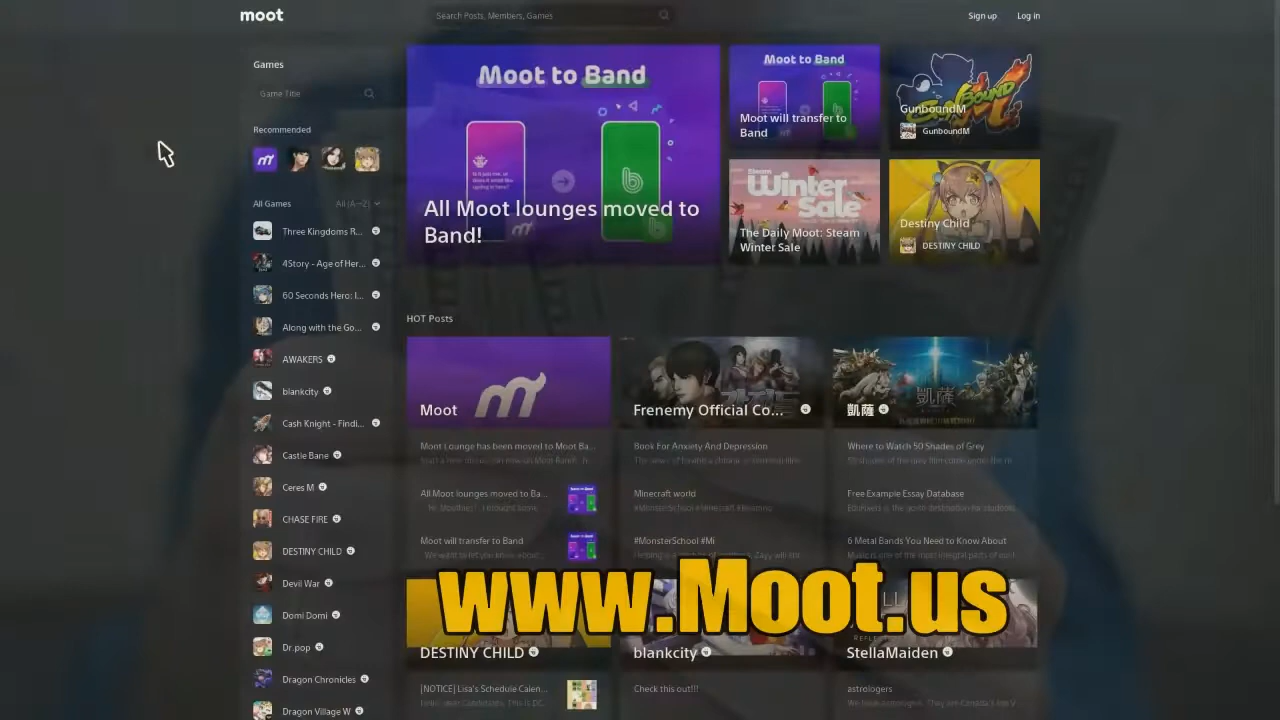 moot
Search Posts, Members, Games
Sign up
Log in
Games
Game Title
Recommended
All Games
All (A~Z)
Three Kingdoms R...
4Story - Age of Her...
60 Seconds Hero: I...
Along with the Go...
AWAKERS
blankcity
Cash Knight - Findi...
Castle Bane
Ceres M
CHASE FIRE
DESTINY CHILD
Devil War
Domi Domi
Dr.pop
Dragon Chronicles
Dragon Village W
Moot to Band
All Moot lounges moved to
Band!
Moot to Band
Moot will transfer to
Band
GunboundM
GunboundM
Steam
Winter
Sale
The Daily Moot: Steam
Winter Sale
Destiny Child
DESTINY CHILD
HOT Posts
Moot
Moot Lounge has been moved to Moot Ba...
All Moot lounges moved to Ba...
Moot will transfer to Band
Frenemy Official Co...
Book For Anxiety And Depression
Minecraft world
#MonsterSchool #Minecraft #Animating
#MonsterSchool #Mi
凱薩
凱薩
Where to Watch 50 Shades of Grey
Free Example Essay Database
6 Metal Bands You Need to Know About
www.Moot.us
DESTINY CHILD
[NOTICE] Lisa's Schedule Calen...
blankcity
Check this out!!!
StellaMaiden
astrologers